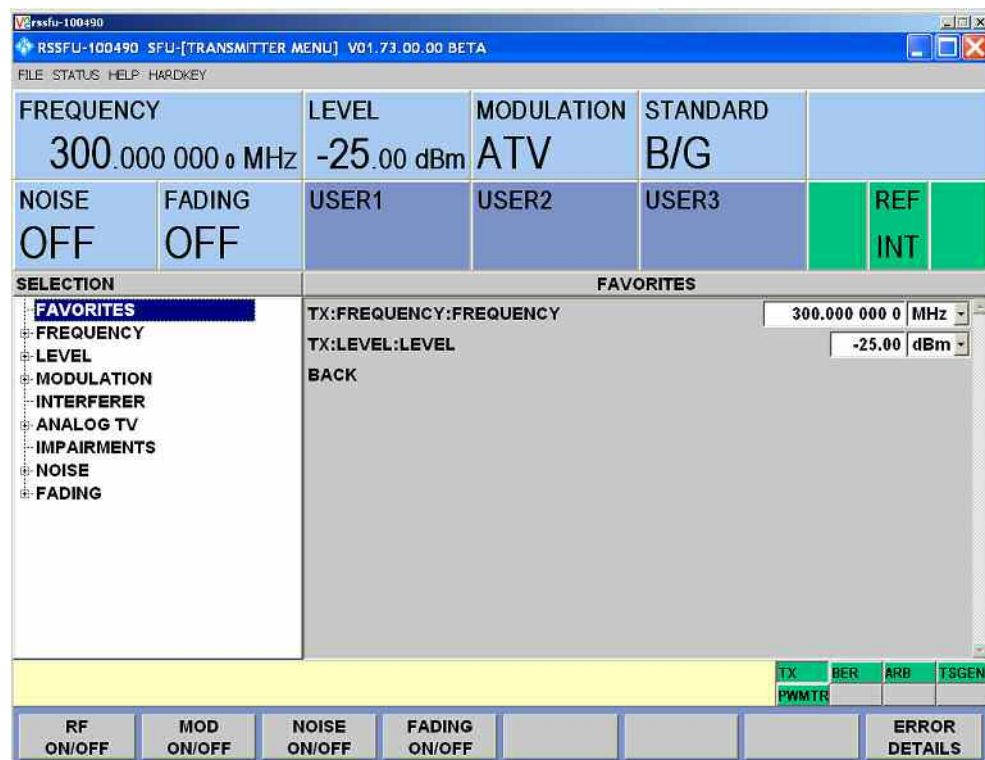 rssfu-100490
RSSFU-100490 SFU-[TRANSMITTER MENU] V01.73.00.00 BETA
FILE STATUS HELP HARDKEY
FREQUENCY LEVEL MODULATION STANDARD
300.000 000 0 MHz -25.00 dBm ATV B/G
NOISE FADING USER1 USER2 USER3 REF
OFF OFF INT
SELECTION FAVORITES
FAVORITES
FREQUENCY
LEVEL
MODULATION
INTERFERER
ANALOG TV
IMPAIRMENTS
NOISE
FADING
TX:FREQUENCY:FREQUENCY 300.000 000 0 MHz
TX:LEVEL:LEVEL -25.00 dBm
BACK
TX BER ARB TSGEN
PWMTR
RF ON/OFF
MOD ON/OFF
NOISE ON/OFF
FADING ON/OFF
ERROR DETAILS